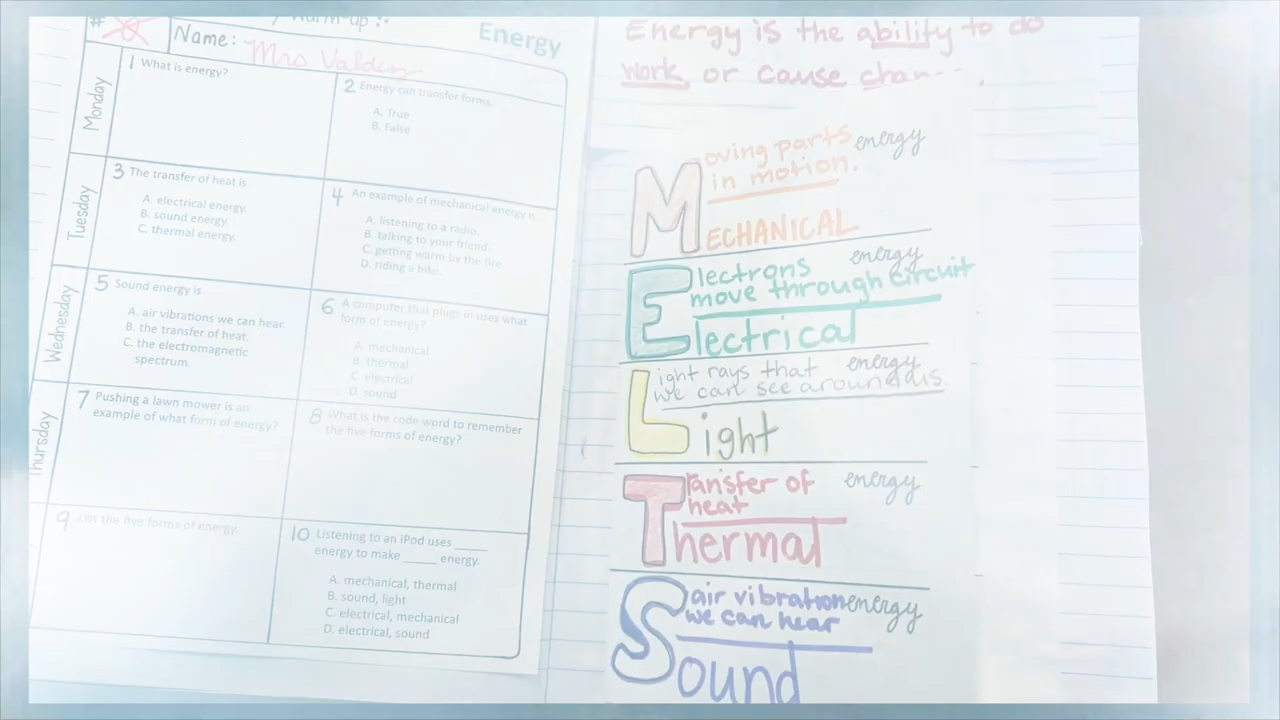 # Warm-up :·
Energy
Name: Mrs Valdez
Monday
1 What is energy?
2 Energy can transfer forms.
A. True
B. False
Tuesday
3 The transfer of heat is
A. electrical energy.
B. sound energy.
C. thermal energy.
4 An example of mechanical energy is
A. listening to a radio.
B. talking to your friend.
C. getting warm by the fire.
D. riding a bike.
Wednesday
5 Sound energy is
A. air vibrations we can hear.
B. the transfer of heat.
C. the electromagnetic
spectrum.
6 A computer that plugs in uses what
form of energy?
A. mechanical
B. thermal
C. electrical
D. sound
Thursday
7 Pushing a lawn mower is an
example of what form of energy?
8 What is the code word to remember
the five forms of energy?
9 List the five forms of energy.
10 Listening to an iPod uses ____
energy to make ____ energy.
A. mechanical, thermal
B. sound, light
C. electrical, mechanical
D. electrical, sound
Energy is the ability to do
work, or cause
Moving parts energy
in motion.
MECHANICAL
Electrons energy
move through circuit
Electrical
Light rays that energy
we can see around us.
Light
Transfer of energy
heat
Thermal
S air vibration energy
we can hear
Sound